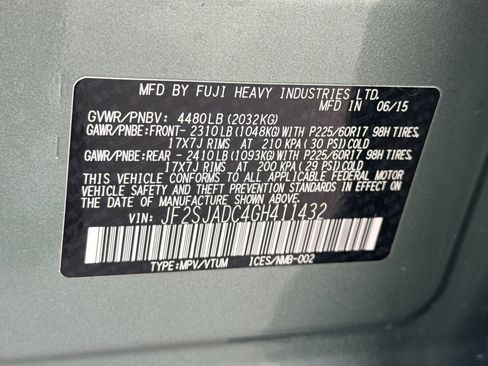 MFD BY FUJI HEAVY INDUSTRIES LTD.
MFD IN 06/15
GVWR/PNBV: 4480LB (2032KG)
GAWR/PNBE:FRONT- 2310LB (1048KG) WITH P225/60R17 98H TIRES,
17X7J RIMS AT 210 KPA (30 PSI) COLD
GAWR/PNBE:REAR - 2410LB (1093KG) WITH P225/60R17 98H TIRES,
17X7J RIMS AT 200 KPA (29 PSI) COLD
THIS VEHICLE CONFORMS TO ALL APPLICABLE FEDERAL MOTOR
VEHICLE SAFETY AND THEFT PREVENTION STANDARDS IN EFFECT ON
THE DATE OF MANUFACTURE SHOWN ABOVE.
VIN: JF2SJADC4GH411432
TYPE:MPV/VTUM ICES/NMB-002